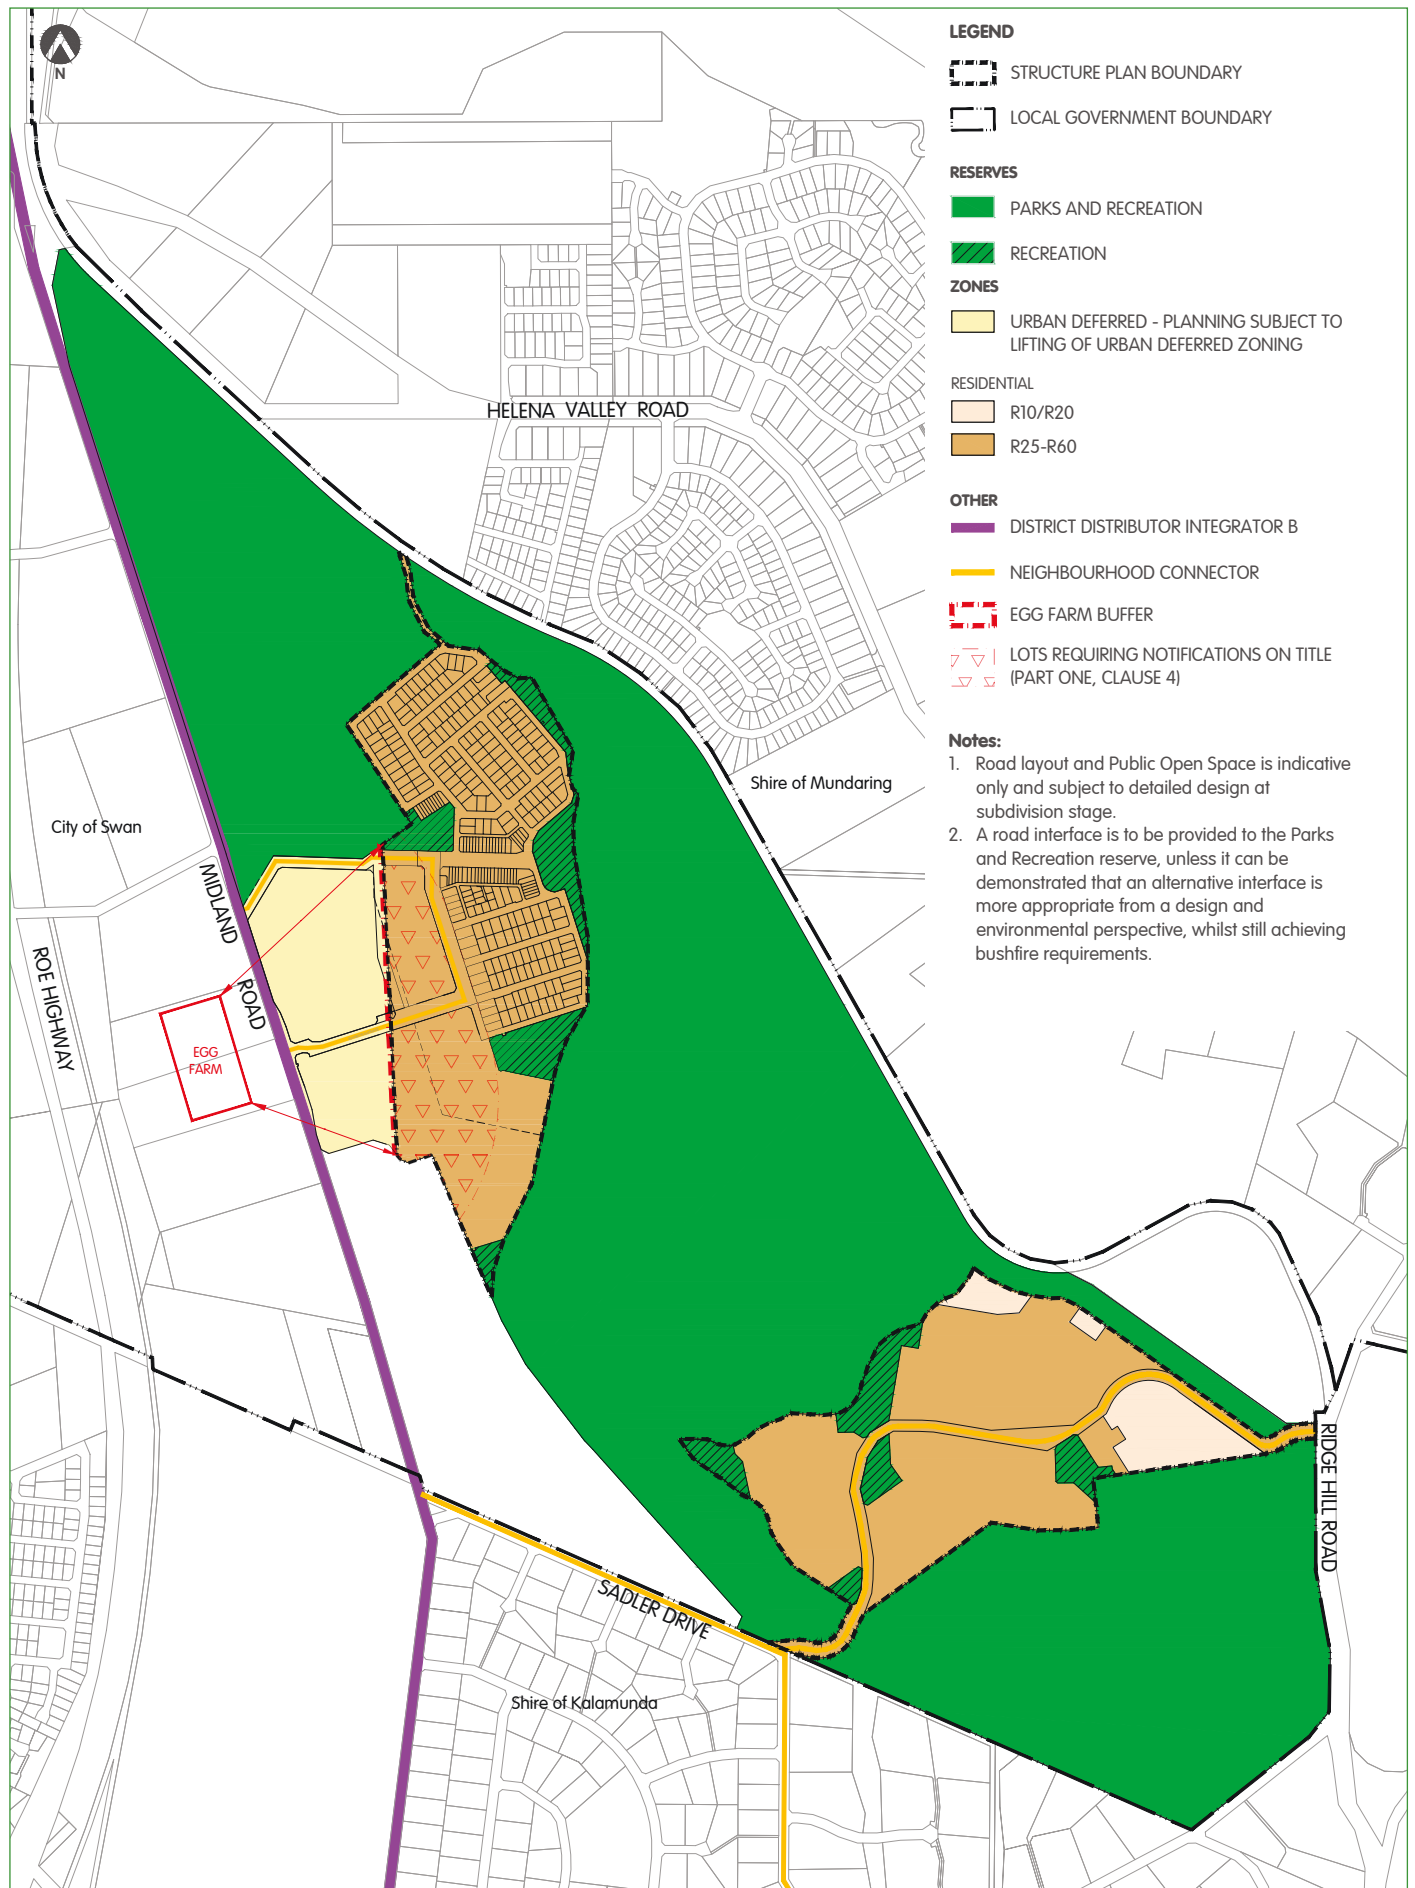 N
LEGEND
STRUCTURE PLAN BOUNDARY
LOCAL GOVERNMENT BOUNDARY
RESERVES
PARKS AND RECREATION
RECREATION
ZONES
URBAN DEFERRED - PLANNING SUBJECT TO
LIFTING OF URBAN DEFERRED ZONING
RESIDENTIAL
R10/R20
R25-R60
OTHER
DISTRICT DISTRIBUTOR INTEGRATOR B
NEIGHBOURHOOD CONNECTOR
EGG FARM BUFFER
LOTS REQUIRING NOTIFICATIONS ON TITLE
(PART ONE, CLAUSE 4)
Notes:
1. Road layout and Public Open Space is indicative
only and subject to detailed design at
subdivision stage.
2. A road interface is to be provided to the Parks
and Recreation reserve, unless it can be
demonstrated that an alternative interface is
more appropriate from a design and
environmental perspective, whilst still achieving
bushfire requirements.
HELENA VALLEY ROAD
Shire of Mundaring
City of Swan
MIDLAND
ROAD
ROE HIGHWAY
EGG
FARM
RIDGE HILL ROAD
SADLER DRIVE
Shire of Kalamunda